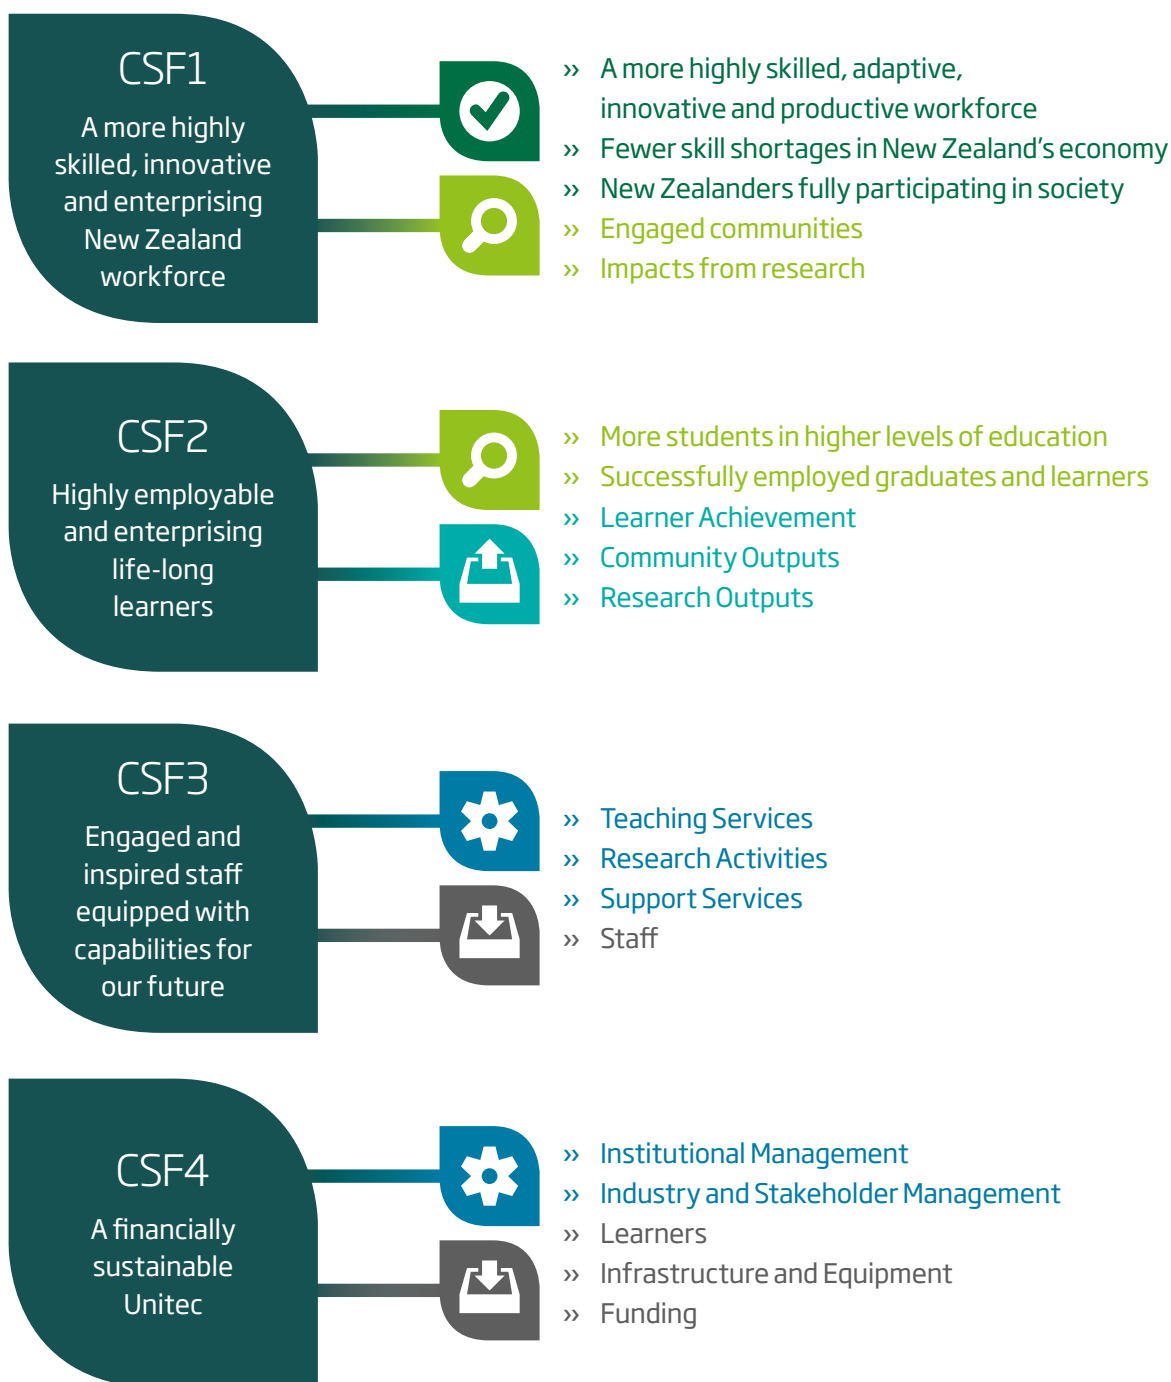 CSF1
A more highly
skilled, innovative
and enterprising
New Zealand
workforce
›› A more highly skilled, adaptive,
innovative and productive workforce
›› Fewer skill shortages in New Zealand's economy
›› New Zealanders fully participating in society
›› Engaged communities
›› Impacts from research
CSF2
Highly employable
and enterprising
life-long
learners
›› More students in higher levels of education
›› Successfully employed graduates and learners
›› Learner Achievement
›› Community Outputs
›› Research Outputs
CSF3
Engaged and
inspired staff
equipped with
capabilities for
our future
›› Teaching Services
›› Research Activities
›› Support Services
›› Staff
CSF4
A financially
sustainable
Unitec
›› Institutional Management
›› Industry and Stakeholder Management
›› Learners
›› Infrastructure and Equipment
›› Funding